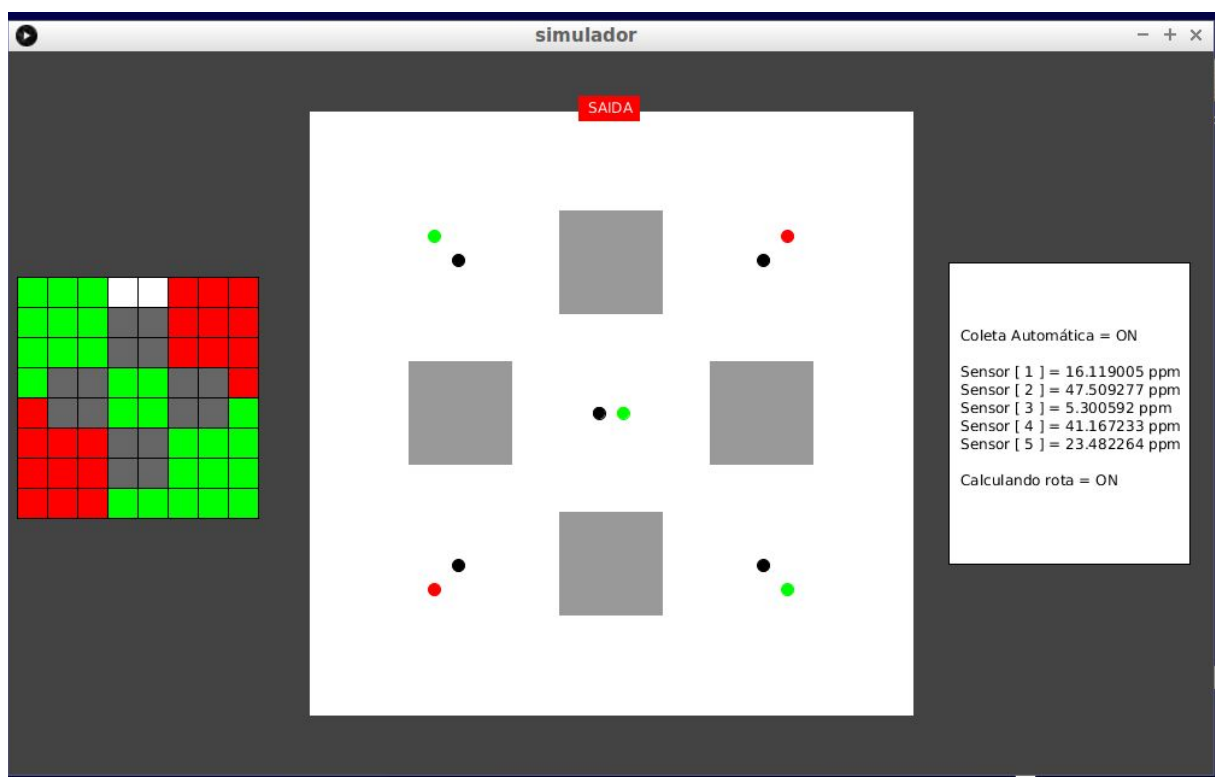 simulador
SAIDA
Coleta Automática = ON
Sensor [ 1 ] = 16.119005 ppm
Sensor [ 2 ] = 47.509277 ppm
Sensor [ 3 ] = 5.300592 ppm
Sensor [ 4 ] = 41.167233 ppm
Sensor [ 5 ] = 23.482264 ppm
Calculando rota = ON